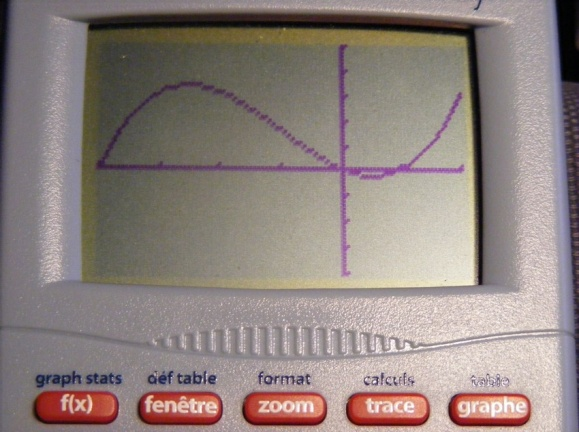 graph stats déf table format calculs table
f(x) fenêtre zoom trace graphe